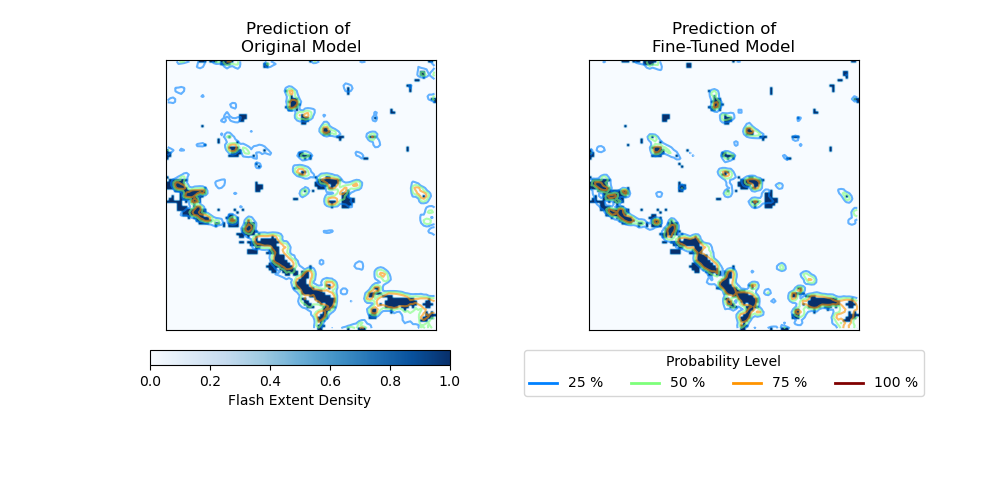 Prediction of
Original Model
Prediction of
Fine-Tuned Model
0.0 0.2 0.4 0.6 0.8 1.0
Flash Extent Density
Probability Level
25 % 50 % 75 % 100 %